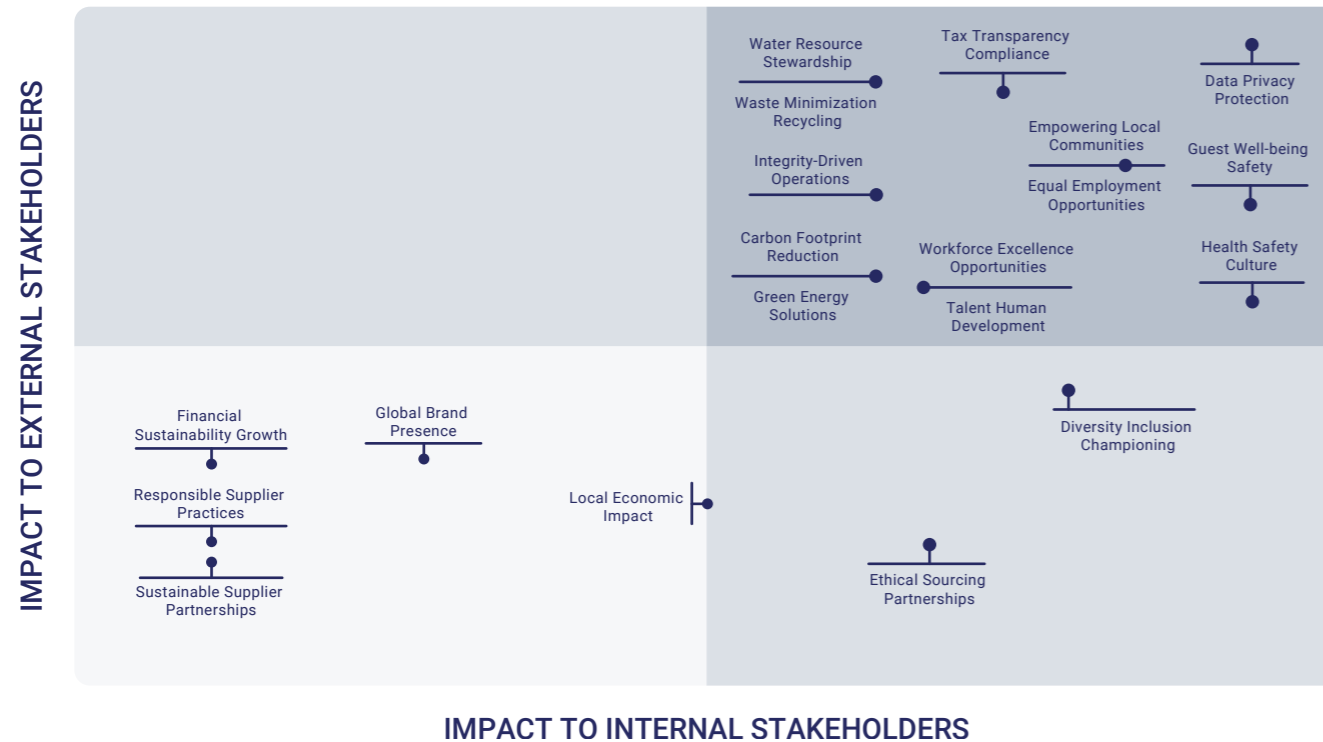 IMPACT TO EXTERNAL STAKEHOLDERS
Water Resource
Stewardship
Waste Minimization
Recycling
Tax Transparency
Compliance
Data Privacy
Protection
Empowering Local
Communities
Equal Employment
Opportunities
Guest Well-being
Safety
Integrity-Driven
Operations
Carbon Footprint
Reduction
Green Energy
Solutions
Workforce Excellence
Opportunities
Talent Human
Development
Health Safety
Culture
Financial
Sustainability Growth
Global Brand
Presence
Diversity Inclusion
Championing
Responsible Supplier
Practices
Local Economic
Impact
Sustainable Supplier
Partnerships
Ethical Sourcing
Partnerships
IMPACT TO INTERNAL STAKEHOLDERS